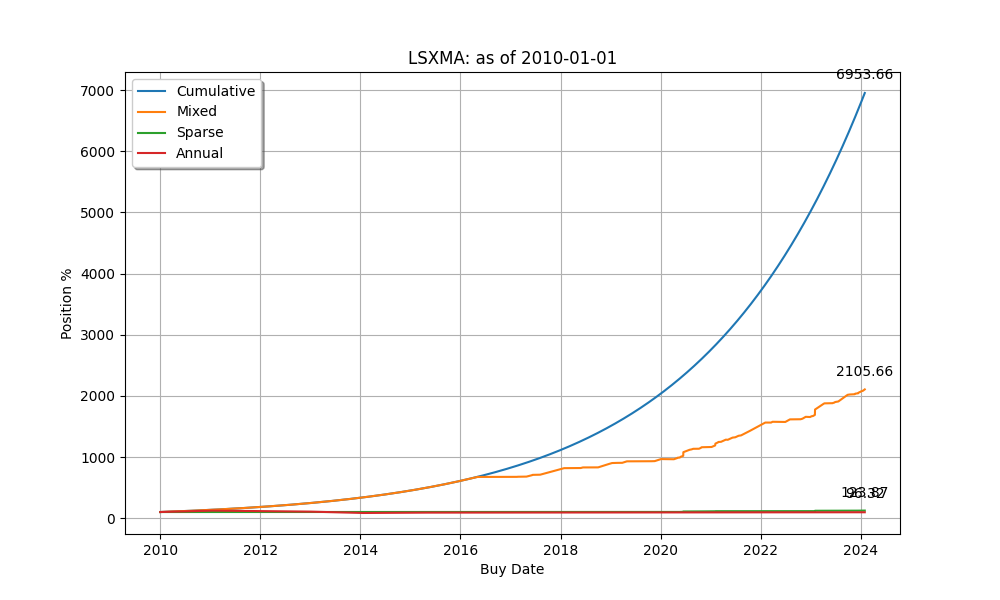 LSXMA: as of 2010-01-01
6953.66
Cumulative
Mixed
Sparse
Annual
7000
6000
5000
4000
3000
2000
1000
0
Position %
2105.66
2010 2012 2014 2016 2018 2020 2022 2024
Buy Date